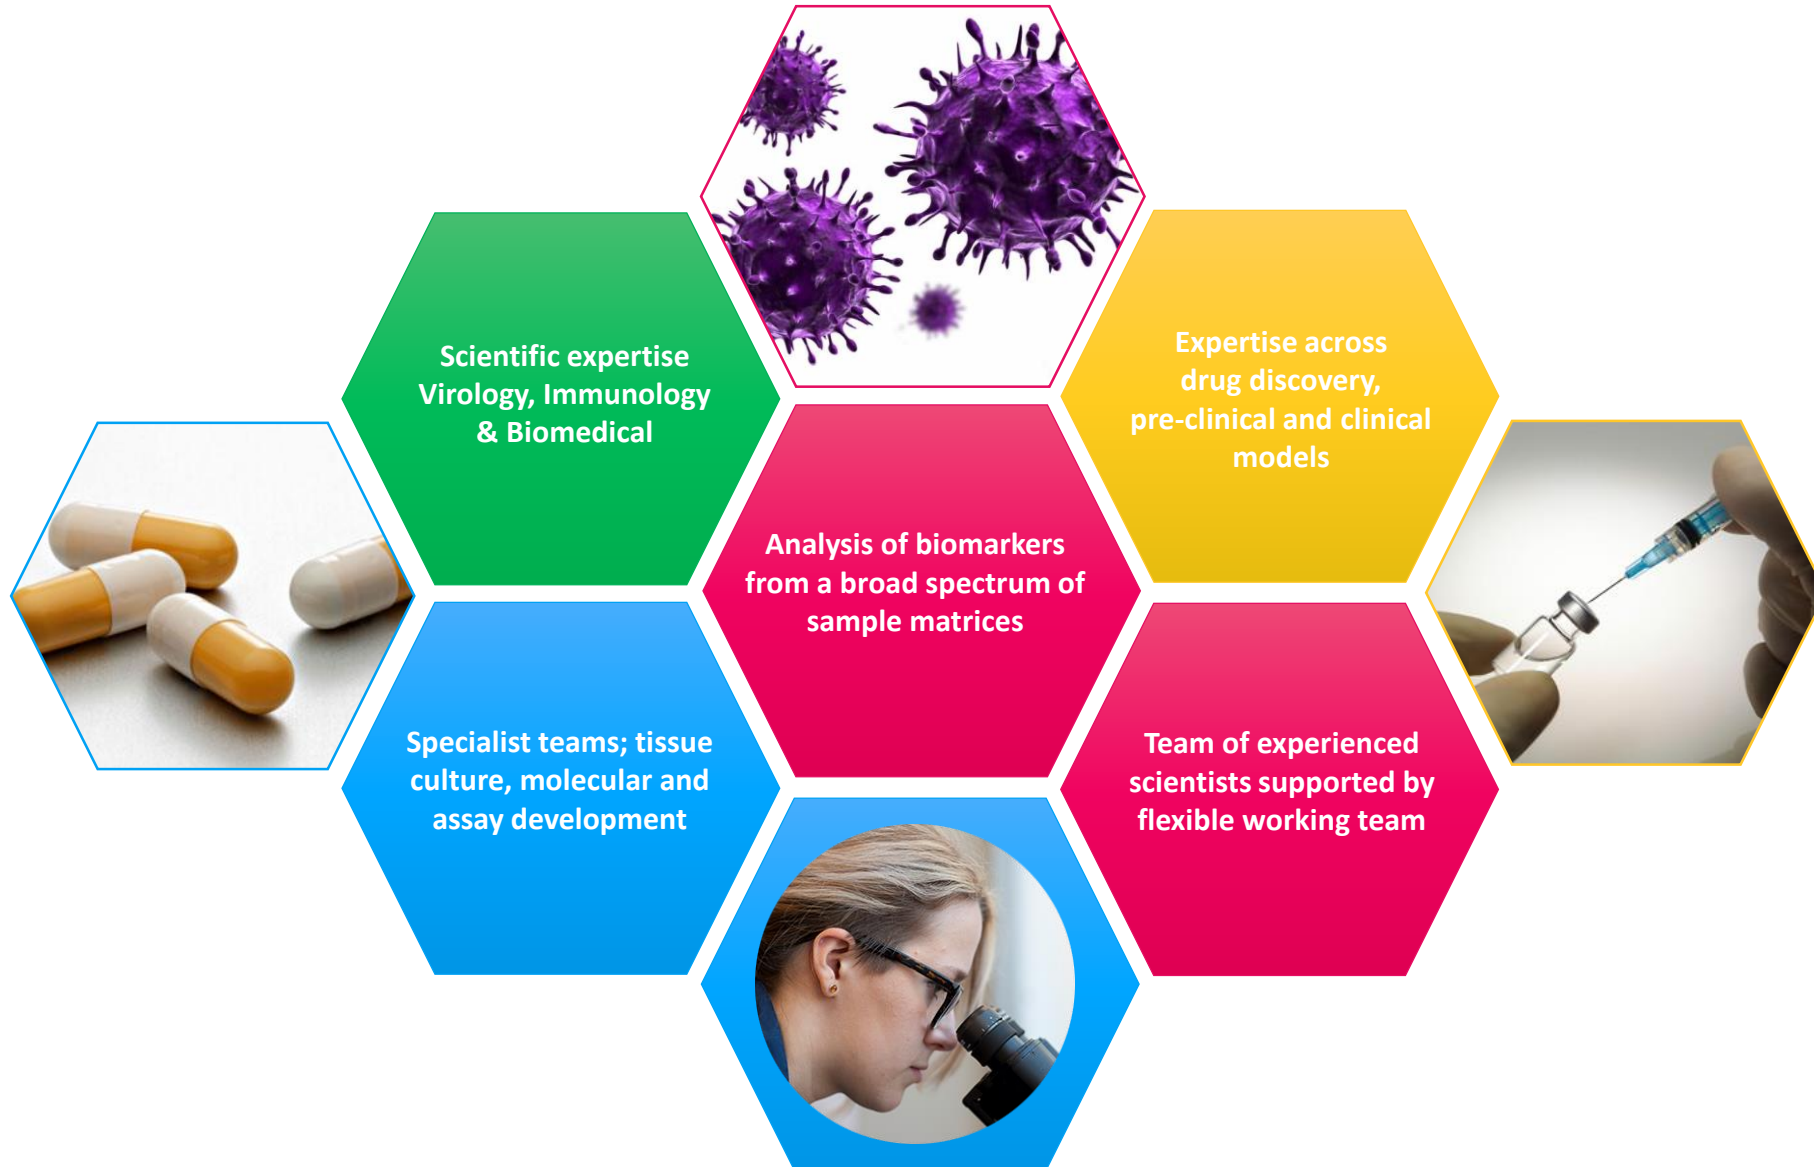 Scientific expertise
Virology, Immunology
& Biomedical
Expertise across
drug discovery,
pre-clinical and clinical
models
Analysis of biomarkers
from a broad spectrum of
sample matrices
Specialist teams; tissue
culture, molecular and
assay development
Team of experienced
scientists supported by
flexible working team